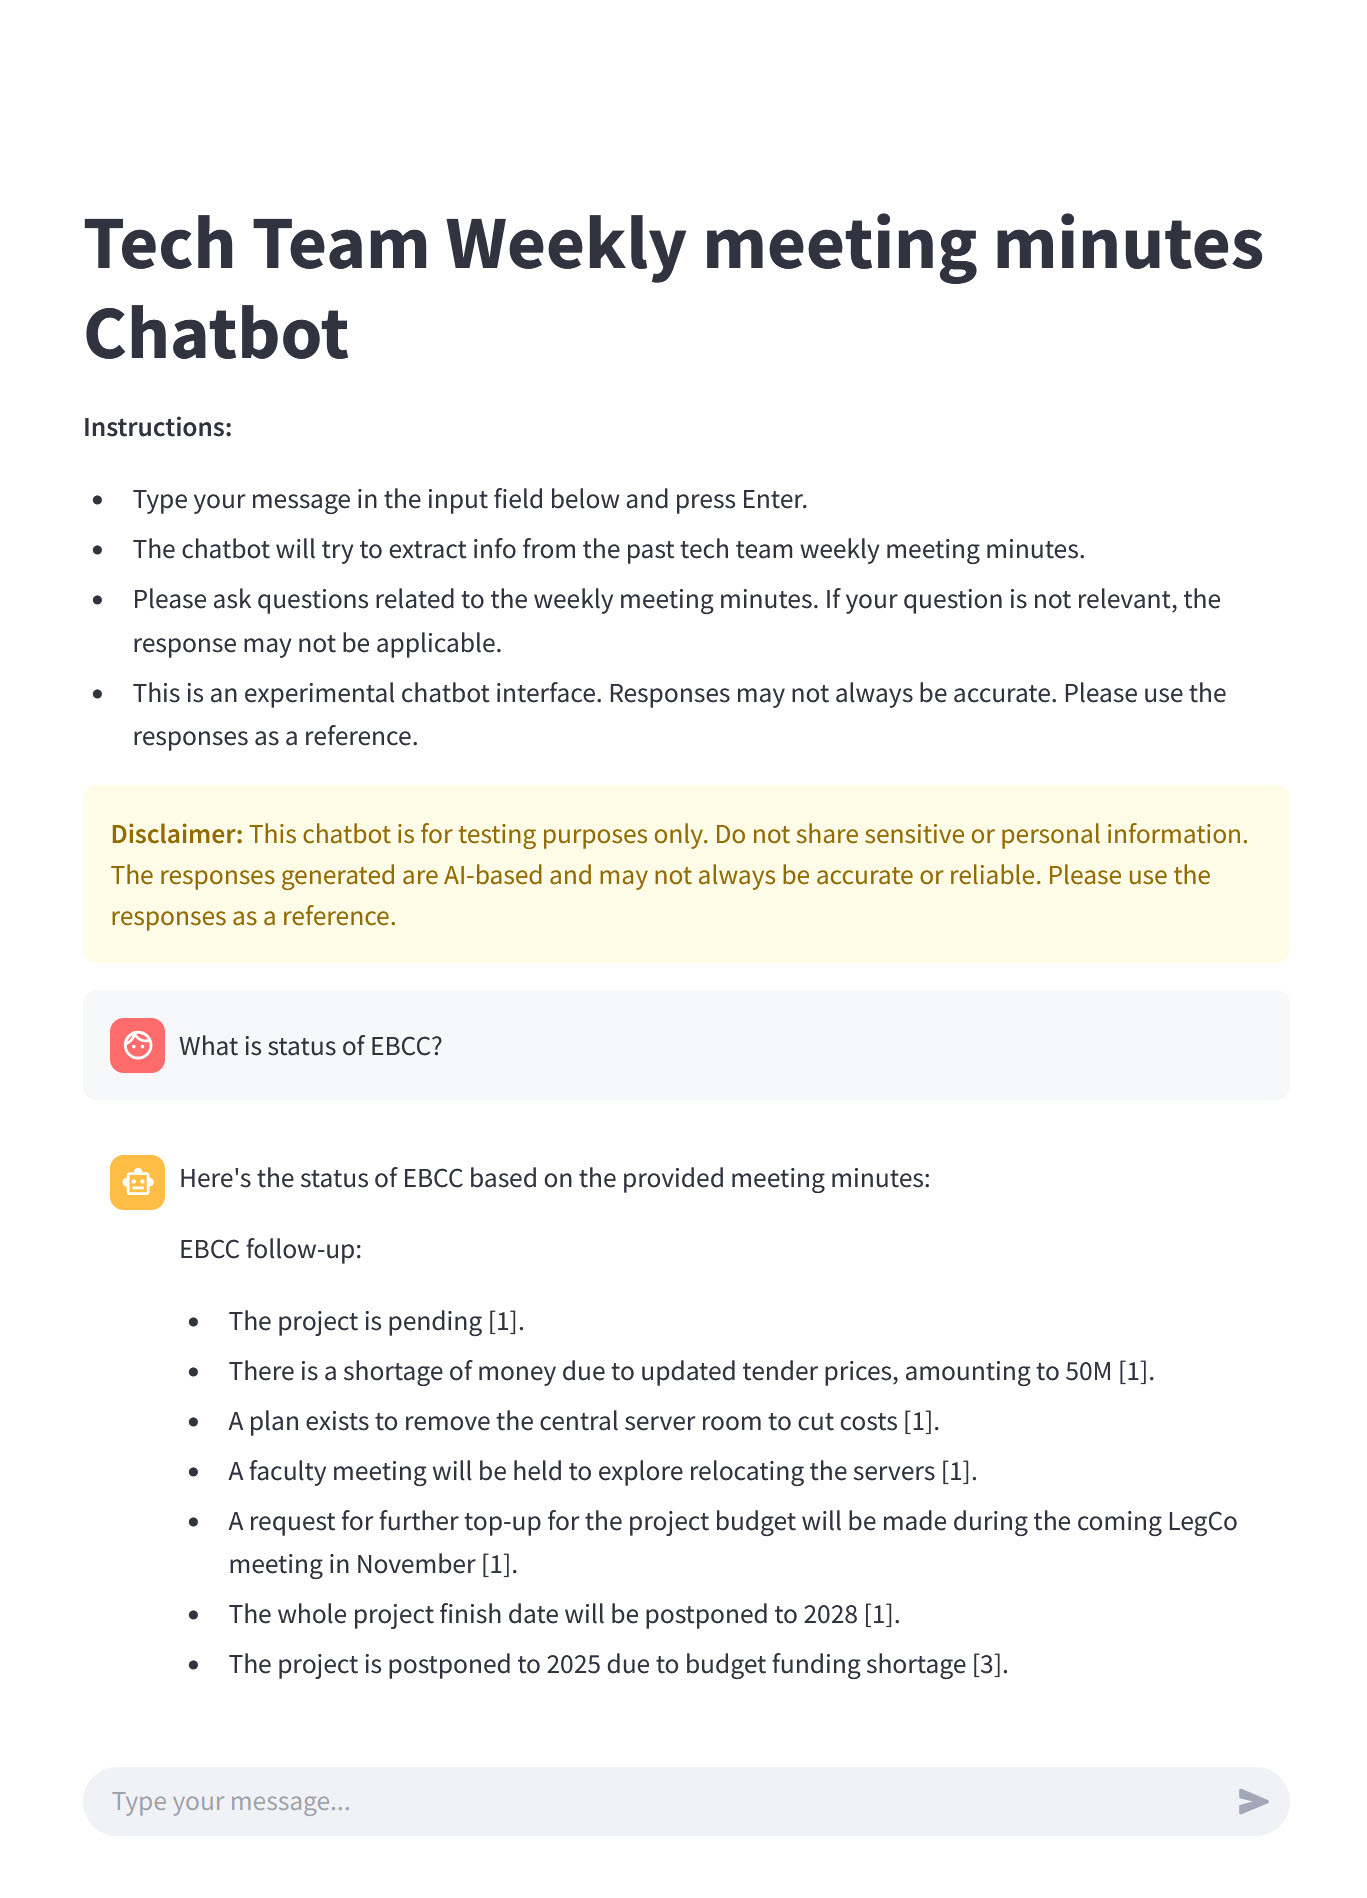 Tech Team Weekly meeting minutes
Chatbot
Instructions:
• Type your message in the input field below and press Enter.
• The chatbot will try to extract info from the past tech team weekly meeting minutes.
• Please ask questions related to the weekly meeting minutes. If your question is not relevant, the
response may not be applicable.
• This is an experimental chatbot interface. Responses may not always be accurate. Please use the
responses as a reference.
Disclaimer: This chatbot is for testing purposes only. Do not share sensitive or personal information.
The responses generated are AI-based and may not always be accurate or reliable. Please use the
responses as a reference.
What is status of EBCC?
Here's the status of EBCC based on the provided meeting minutes:
EBCC follow-up:
• The project is pending [1].
• There is a shortage of money due to updated tender prices, amounting to 50M [1].
• A plan exists to remove the central server room to cut costs [1].
• A faculty meeting will be held to explore relocating the servers [1].
• A request for further top-up for the project budget will be made during the coming LegCo
meeting in November [1].
• The whole project finish date will be postponed to 2028 [1].
• The project is postponed to 2025 due to budget funding shortage [3].
Type your message...